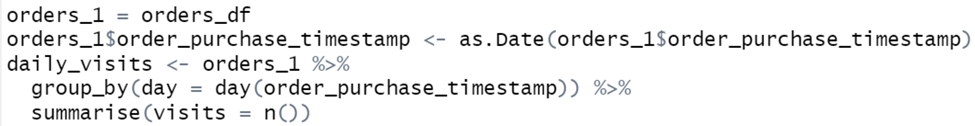 orders_1 = orders_df
orders_1$order_purchase_timestamp <- as.Date(orders_1$order_purchase_timestamp)
daily_visits <- orders_1 %>%
  group_by(day = day(order_purchase_timestamp)) %>%
  summarise(visits = n())